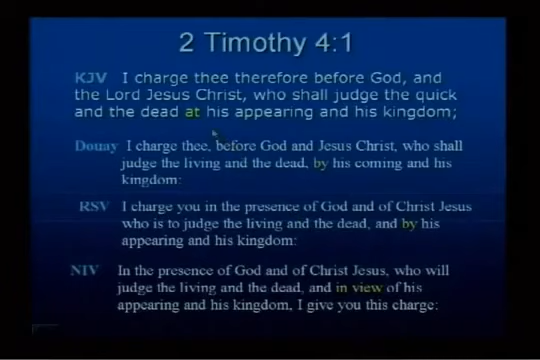 2 Timothy 4:1
KJV I charge thee therefore before God, and
the Lord Jesus Christ, who shall judge the quick
and the dead at his appearing and his kingdom;
Douay I charge thee, before God and Jesus Christ, who shall
judge the living and the dead, by his coming and his
kingdom:
RSV I charge you in the presence of God and of Christ Jesus
who is to judge the living and the dead, and by his
appearing and his kingdom:
NIV In the presence of God and of Christ Jesus, who will
judge the living and the dead, and in view of his
appearing and his kingdom, I give you this charge: